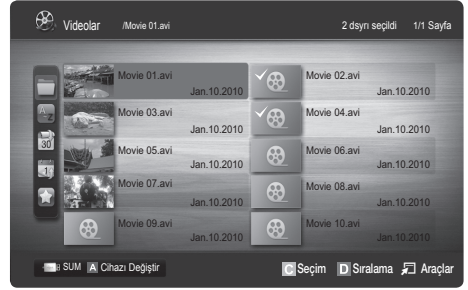 Videolar /Movie 01.avi 2 dsyrı seçildi 1/1 Sayfa
Movie 01.avi Movie 02.avi
Jan.10.2010 Jan.10.2010
Movie 03.avi Movie 04.avi
Jan.10.2010 Jan.10.2010
Movie 05.avi Movie 06.avi
Jan.10.2010 Jan.10.2010
Movie 07.avi Movie 08.avi
Jan.10.2010 Jan.10.2010
Movie 09.avi Movie 10.avi
Jan.10.2010 Jan.10.2010
SUM A Cihazı Değiştir C Seçim D Sıralama Araçlar
30
1